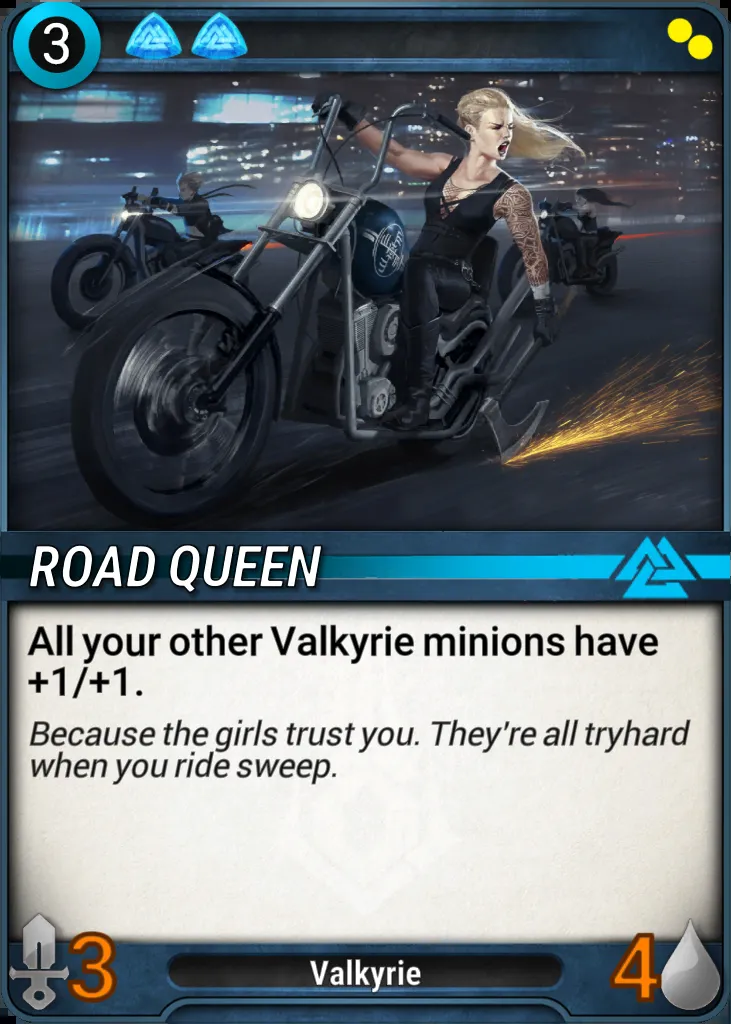 3
ROAD QUEEN
All your other Valkyrie minions have
+1/+1.
Because the girls trust you. They're all tryhard
when you ride sweep.
3
Valkyrie
4